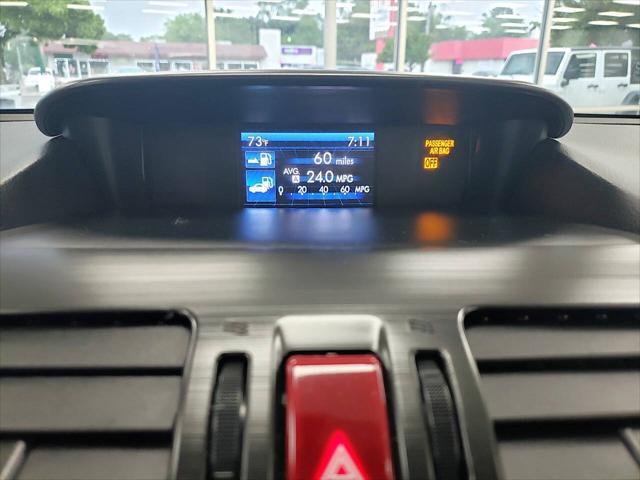 73°F 7:11
60 miles
AVG. A 24.0 MPG
0 20 40 60 MPG
PASSENGER
AIR BAG
OFF